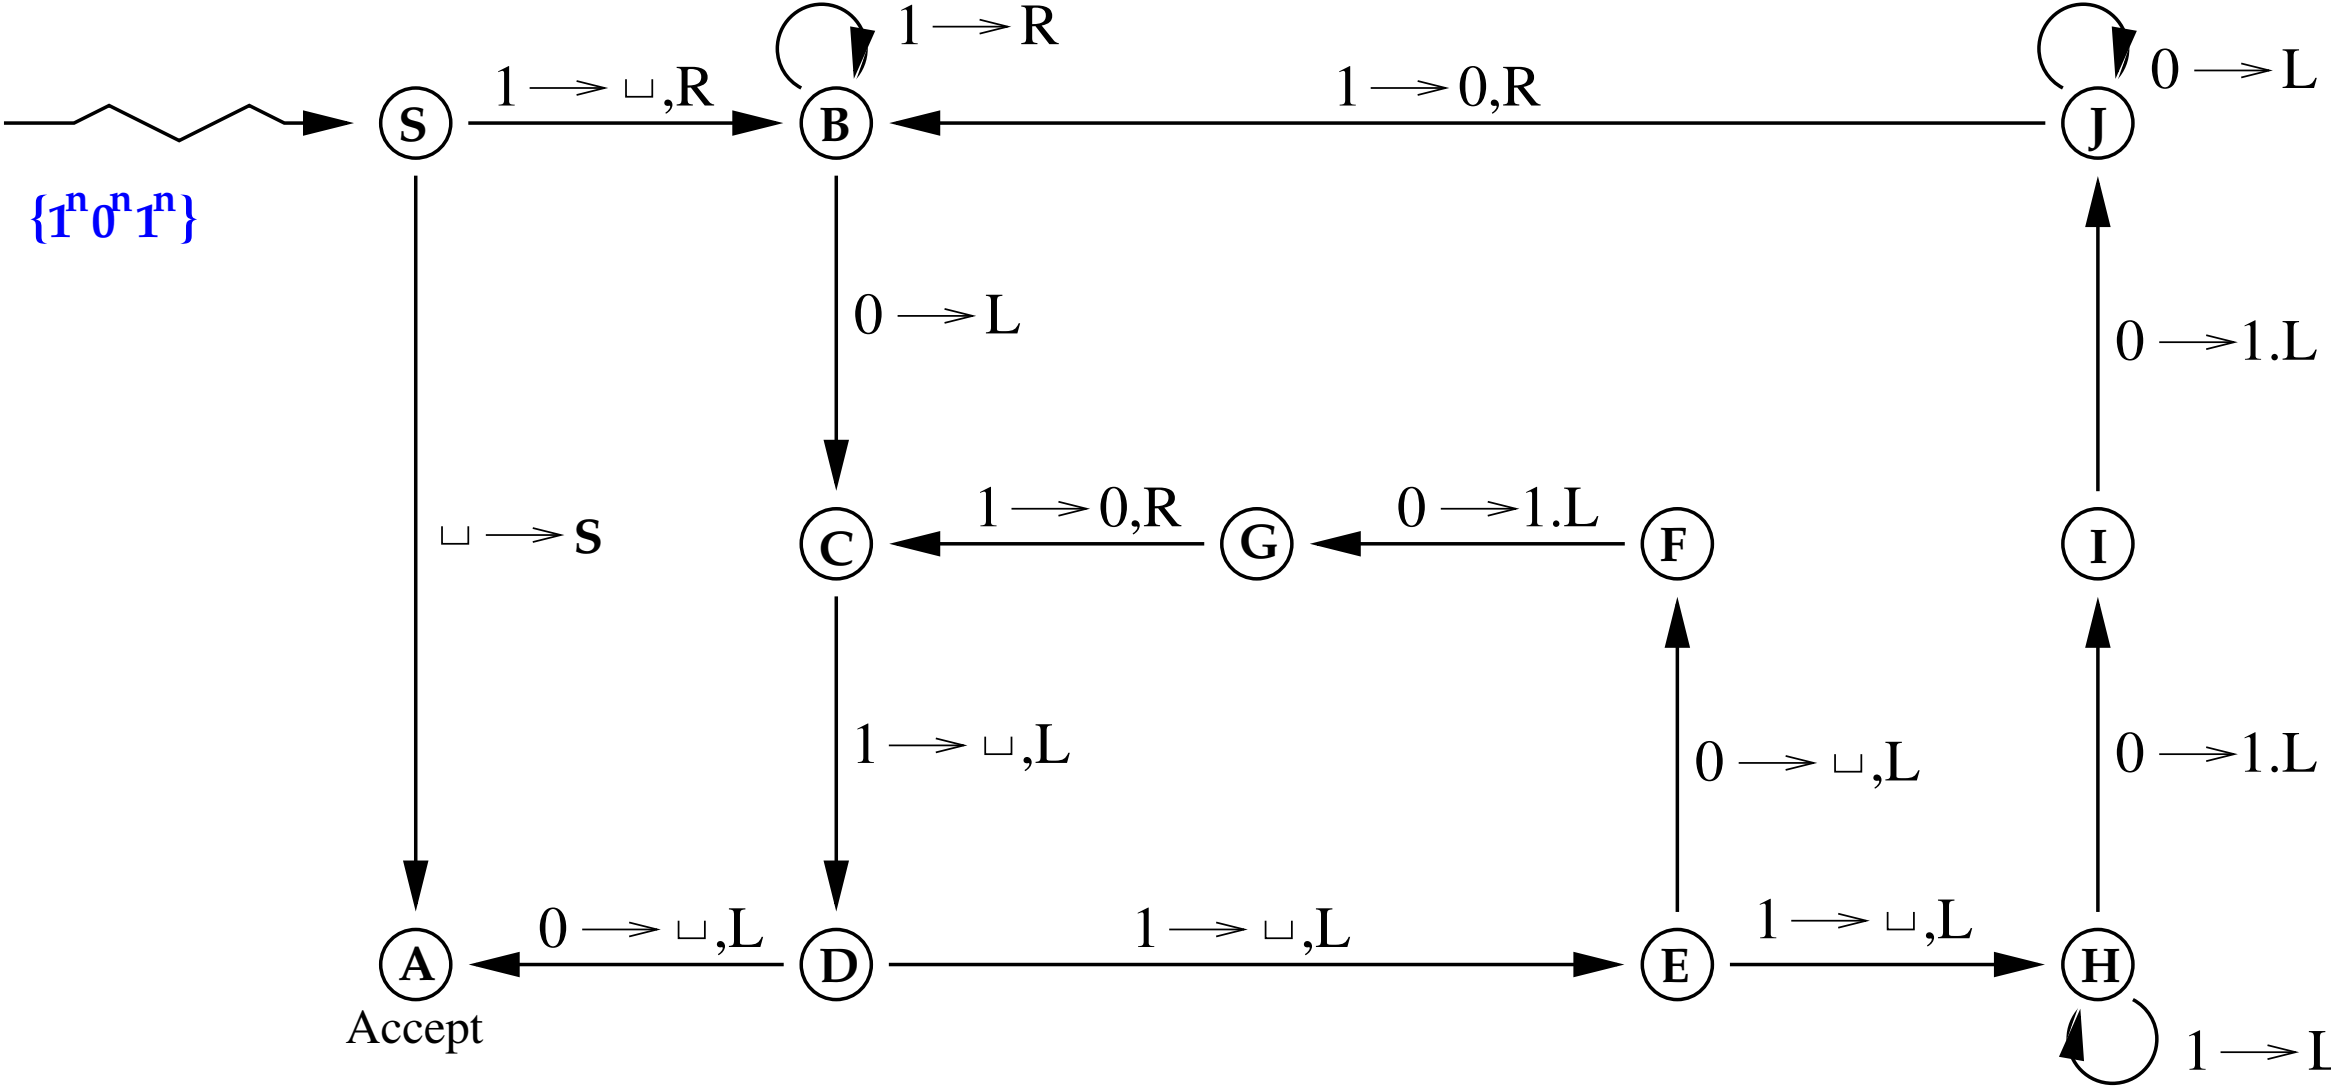 1 → R
1 → ␣,R
1 → 0,R
0 → L
S
B
J
{1ⁿ0ⁿ1ⁿ}
0 → L
0 → 1.L
␣ → S
1 → 0,R
0 → 1.L
C
G
F
I
1 → ␣,L
0 → ␣,L
0 → 1.L
0 → ␣,L
1 → ␣,L
1 → ␣,L
A
D
E
H
Accept
1 → L